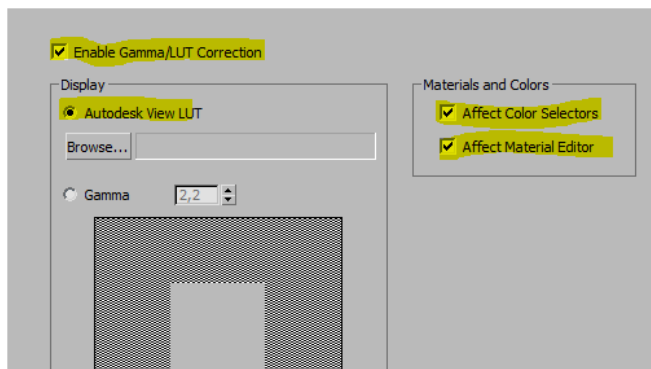 Enable Gamma/LUT Correction
Display
Autodesk View LUT
Browse...
Gamma 2,2
Materials and Colors
Affect Color Selectors
Affect Material Editor